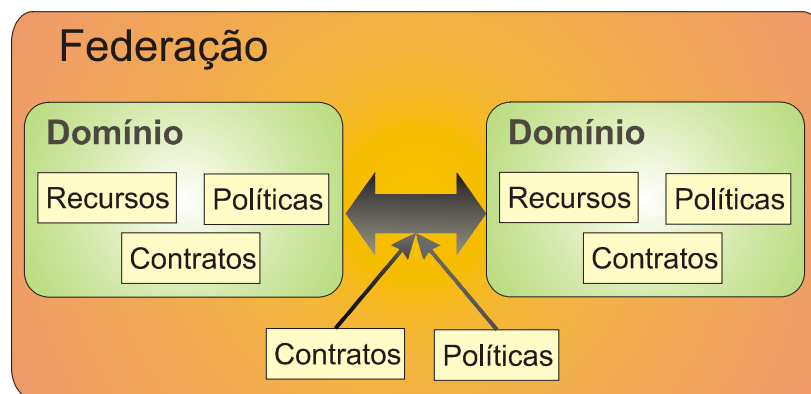 Federação
Domínio
Recursos
Políticas
Contratos
Domínio
Recursos
Políticas
Contratos
Contratos
Políticas